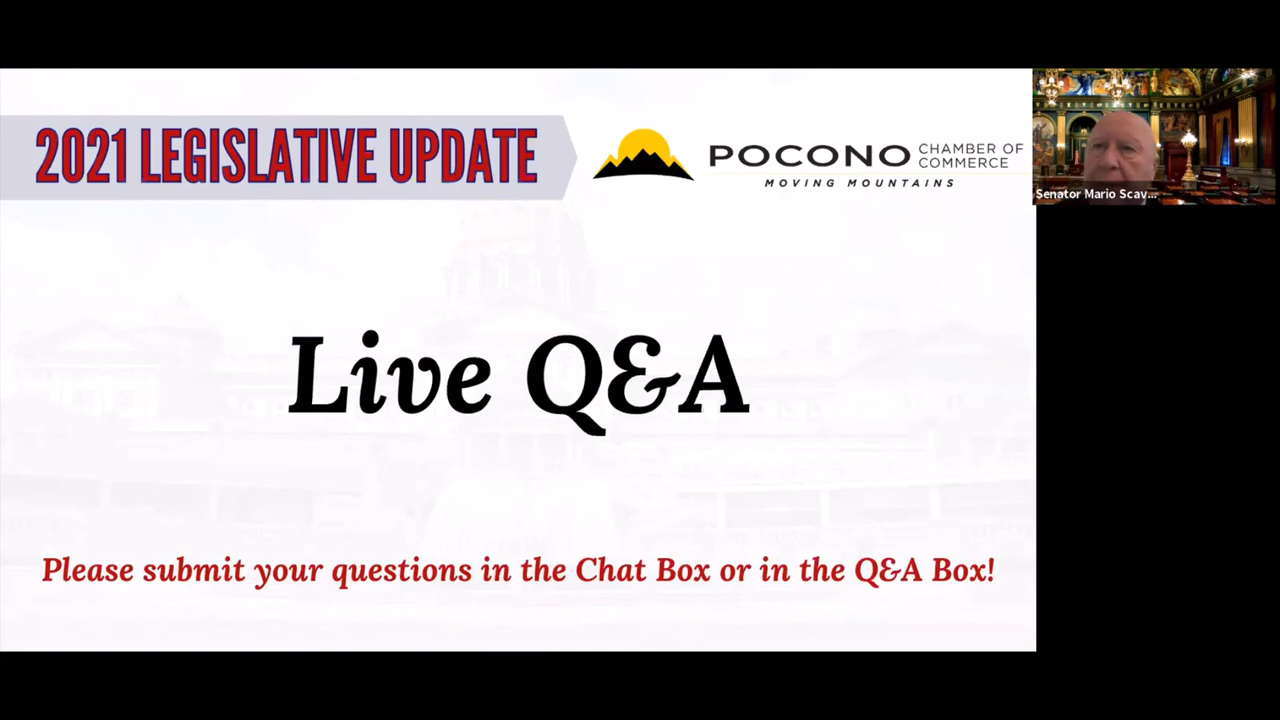 2021 LEGISLATIVE UPDATE
POCONO
CHAMBER OF
COMMERCE
MOVING MOUNTAINS
Senator Mario Scav...
Live Q&A
Please submit your questions in the Chat Box or in the Q&A Box!